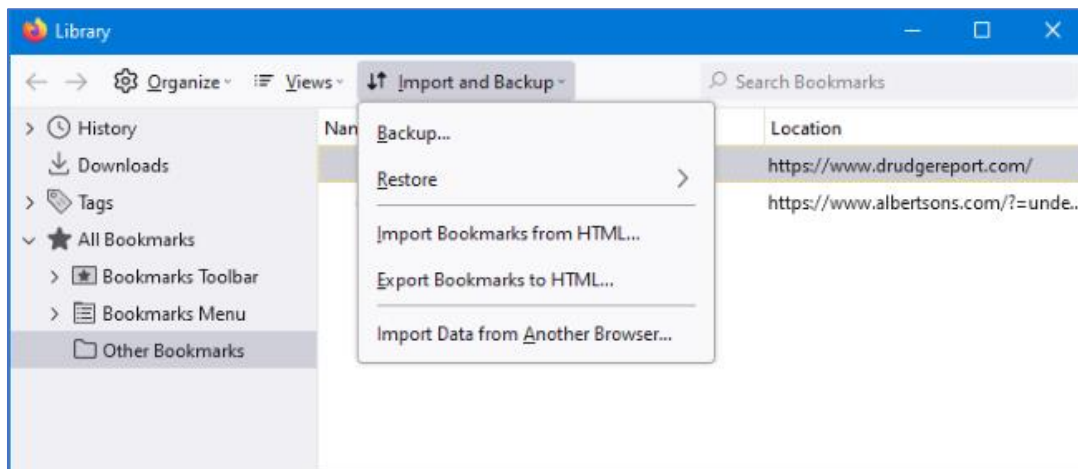 Library
Organize Views Import and Backup Search Bookmarks
History
Downloads
Tags
All Bookmarks
Bookmarks Toolbar
Bookmarks Menu
Other Bookmarks
Backup...
Restore
Import Bookmarks from HTML...
Export Bookmarks to HTML...
Import Data from Another Browser...
Nan
Location
https://www.drudgereport.com/
https://www.albertsons.com/?=unde..